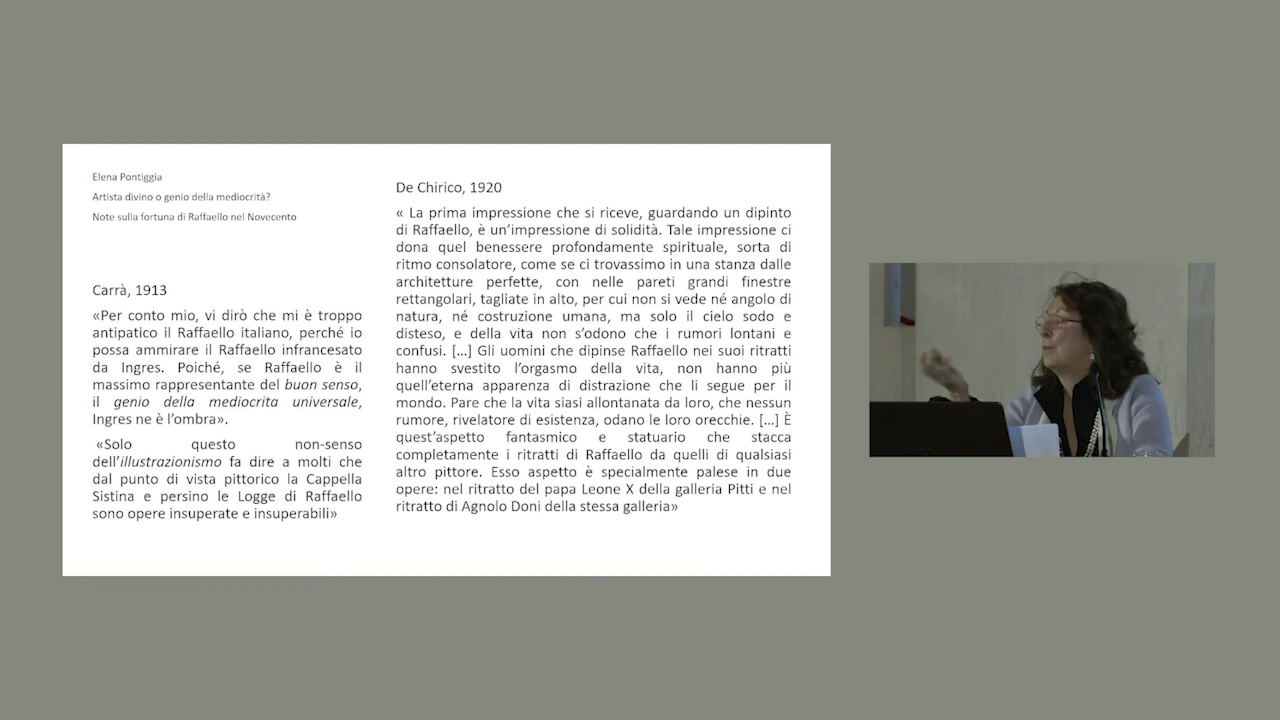 Elena Pontiggia
Artista divino o genio della mediocrità?
Note sulla fortuna di Raffaello nel Novecento
Carrà, 1913
«Per conto mio, vi dirò che mi è troppo
antipatico il Raffaello italiano, perché io
possa ammirare il Raffaello infrancesato
da Ingres. Poiché, se Raffaello è il
massimo rappresentante del buon senso,
il genio della mediocrita universale,
Ingres ne è l'ombra».
«Solo questo non-senso
dell'illustrazionismo fa dire a molti che
dal punto di vista pittorico la Cappella
Sistina e persino le Logge di Raffaello
sono opere insuperate e insuperabili»
De Chirico, 1920
« La prima impressione che si riceve, guardando un dipinto
di Raffaello, è un'impressione di solidità. Tale impressione ci
dona quel benessere profondamente spirituale, sorta di
ritmo consolatore, come se ci trovassimo in una stanza dalle
architetture perfette, con nelle pareti grandi finestre
rettangolari, tagliate in alto, per cui non si vede né angolo di
natura, né costruzione umana, ma solo il cielo sodo e
disteso, e della vita non s'odono che i rumori lontani e
confusi. [...] Gli uomini che dipinse Raffaello nei suoi ritratti
hanno svestito l'orgasmo della vita, non hanno più
quell'eterna apparenza di distrazione che li segue per il
mondo. Pare che la vita siasi allontanata da loro, che nessun
rumore, rivelatore di esistenza, odano le loro orecchie. [...] È
quest'aspetto fantasmico e statuario che stacca
completamente i ritratti di Raffaello da quelli di qualsiasi
altro pittore. Esso aspetto è specialmente palese in due
opere: nel ritratto del papa Leone X della galleria Pitti e nel
ritratto di Agnolo Doni della stessa galleria»